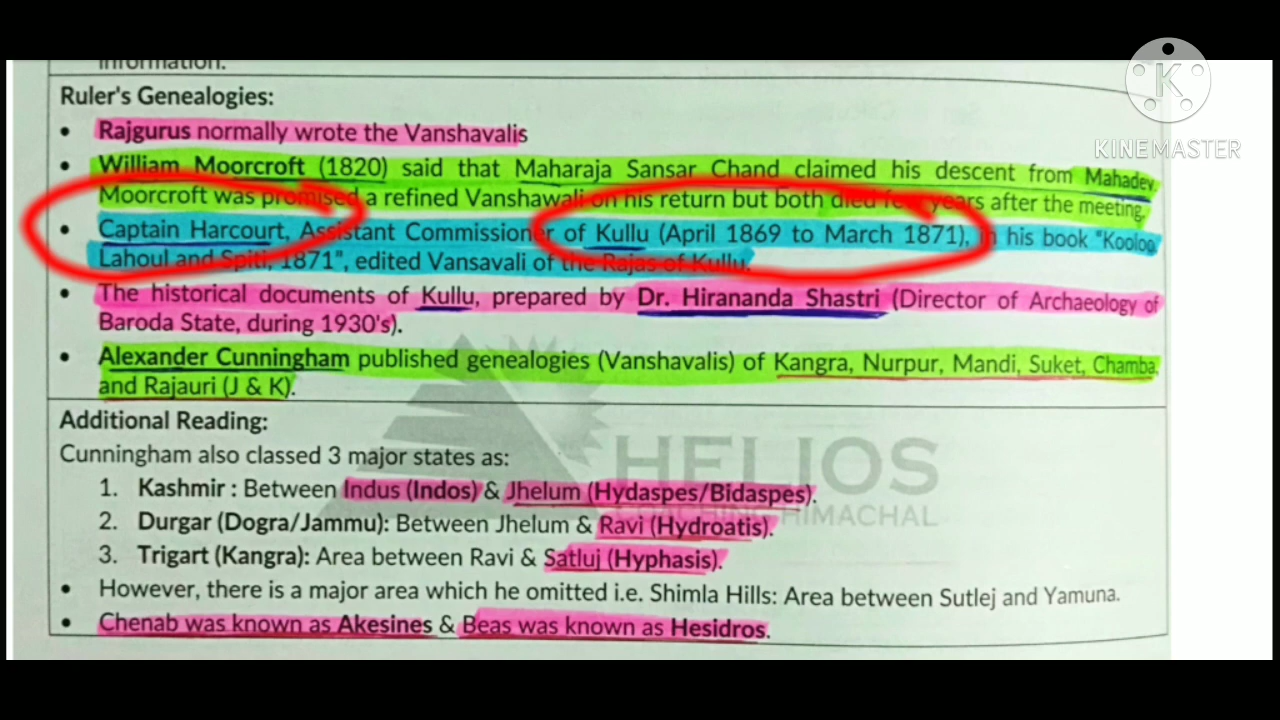 information.
K
KINEMASTER
Ruler's Genealogies:
• Rajgurus normally wrote the Vanshavalis
• William Moorcroft (1820) said that Maharaja Sansar Chand claimed his descent from Mahadev.
Moorcroft was promised a refined Vanshawali on his return but both died few years after the meeting.
• Captain Harcourt, Assistant Commissioner of Kullu (April 1869 to March 1871), in his book "Kooloo,
Lahoul and Spiti, 1871", edited Vansavali of the Rajas of Kullu.
• The historical documents of Kullu, prepared by Dr. Hirananda Shastri (Director of Archaeology of
Baroda State, during 1930's).
• Alexander Cunningham published genealogies (Vanshavalis) of Kangra, Nurpur, Mandi, Suket, Chamba,
and Rajauri (J & K).
Additional Reading:
Cunningham also classed 3 major states as:
1. Kashmir : Between Indus (Indos) & Jhelum (Hydaspes/Bidaspes).
2. Durgar (Dogra/Jammu): Between Jhelum & Ravi (Hydroatis).
3. Trigart (Kangra): Area between Ravi & Satluj (Hyphasis).
• However, there is a major area which he omitted i.e. Shimla Hills: Area between Sutlej and Yamuna.
• Chenab was known as Akesines & Beas was known as Hesidros.
HELIOS
COACHING HIMACHAL